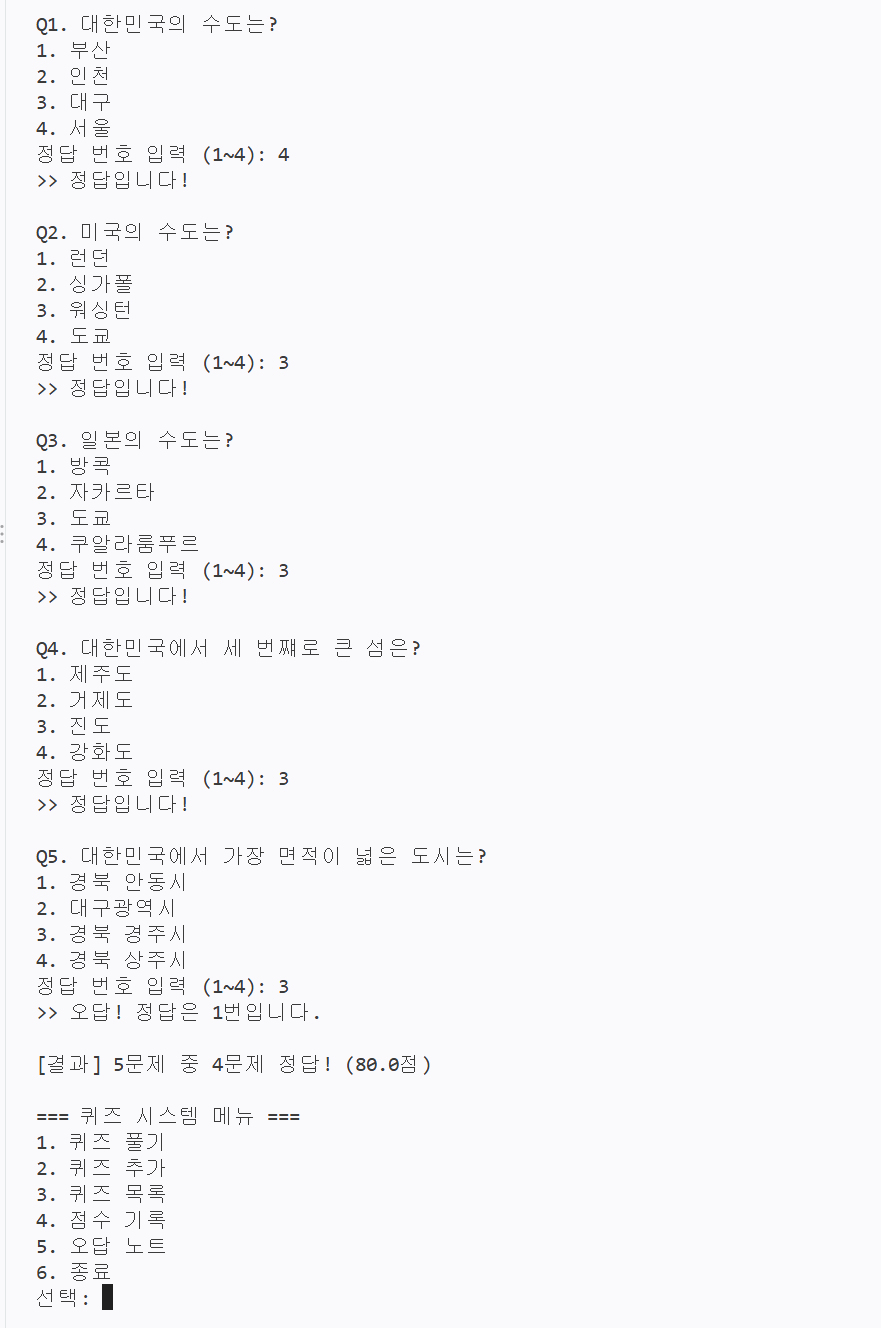 Q1. 대한민국의 수도는?
1. 부산
2. 인천
3. 대구
4. 서울
정답 번호 입력 (1~4): 4
>> 정답입니다!
Q2. 미국의 수도는?
1. 런던
2. 싱가폴
3. 워싱턴
4. 도쿄
정답 번호 입력 (1~4): 3
>> 정답입니다!
Q3. 일본의 수도는?
1. 방콕
2. 자카르타
3. 도쿄
4. 쿠알라룸푸르
정답 번호 입력 (1~4): 3
>> 정답입니다!
Q4. 대한민국에서 세 번쨰로 큰 섬은?
1. 제주도
2. 거제도
3. 진도
4. 강화도
정답 번호 입력 (1~4): 3
>> 정답입니다!
Q5. 대한민국에서 가장 면적이 넓은 도시는?
1. 경북 안동시
2. 대구광역시
3. 경북 경주시
4. 경북 상주시
정답 번호 입력 (1~4): 3
>> 오답! 정답은 1번입니다.
[결과] 5문제 중 4문제 정답! (80.0점)
=== 퀴즈 시스템 메뉴 ===
1. 퀴즈 풀기
2. 퀴즈 추가
3. 퀴즈 목록
4. 점수 기록
5. 오답 노트
6. 종료
선택: